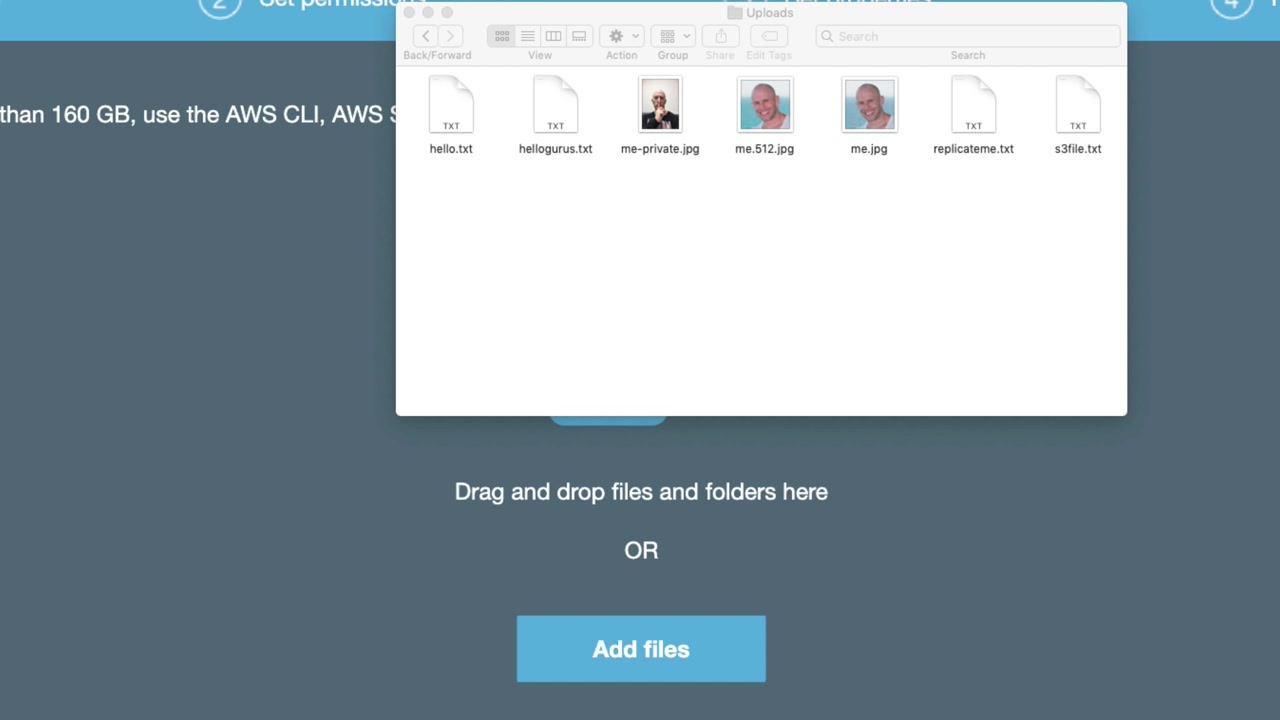 2 Set permissions
4
Uploads
Search
Back/Forward View Action Group Share Edit Tags Search
than 160 GB, use the AWS CLI, AWS S
TXT TXT TXT TXT
hello.txt hellogurus.txt me-private.jpg me.512.jpg me.jpg replicateme.txt s3file.txt
Drag and drop files and folders here
OR
Add files